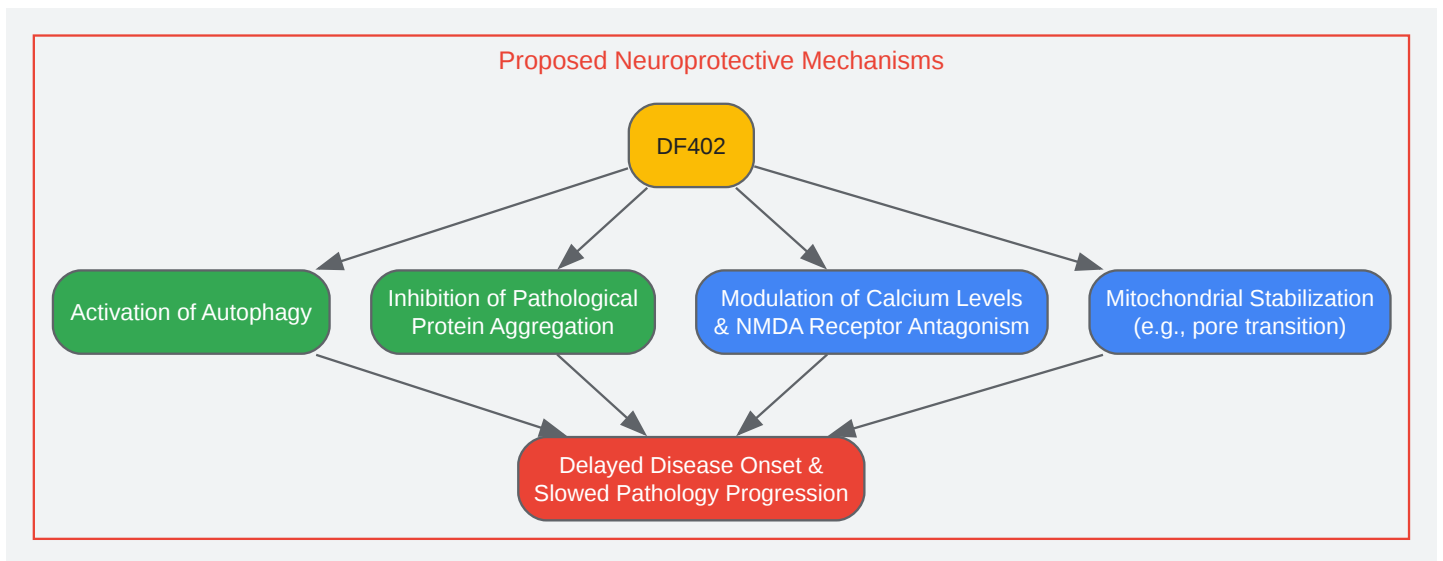 Proposed Neuroprotective Mechanisms
DF402
Activation of Autophagy
Inhibition of Pathological
Protein Aggregation
Modulation of Calcium Levels
& NMDA Receptor Antagonism
Mitochondrial Stabilization
(e.g., pore transition)
Delayed Disease Onset &
Slowed Pathology Progression